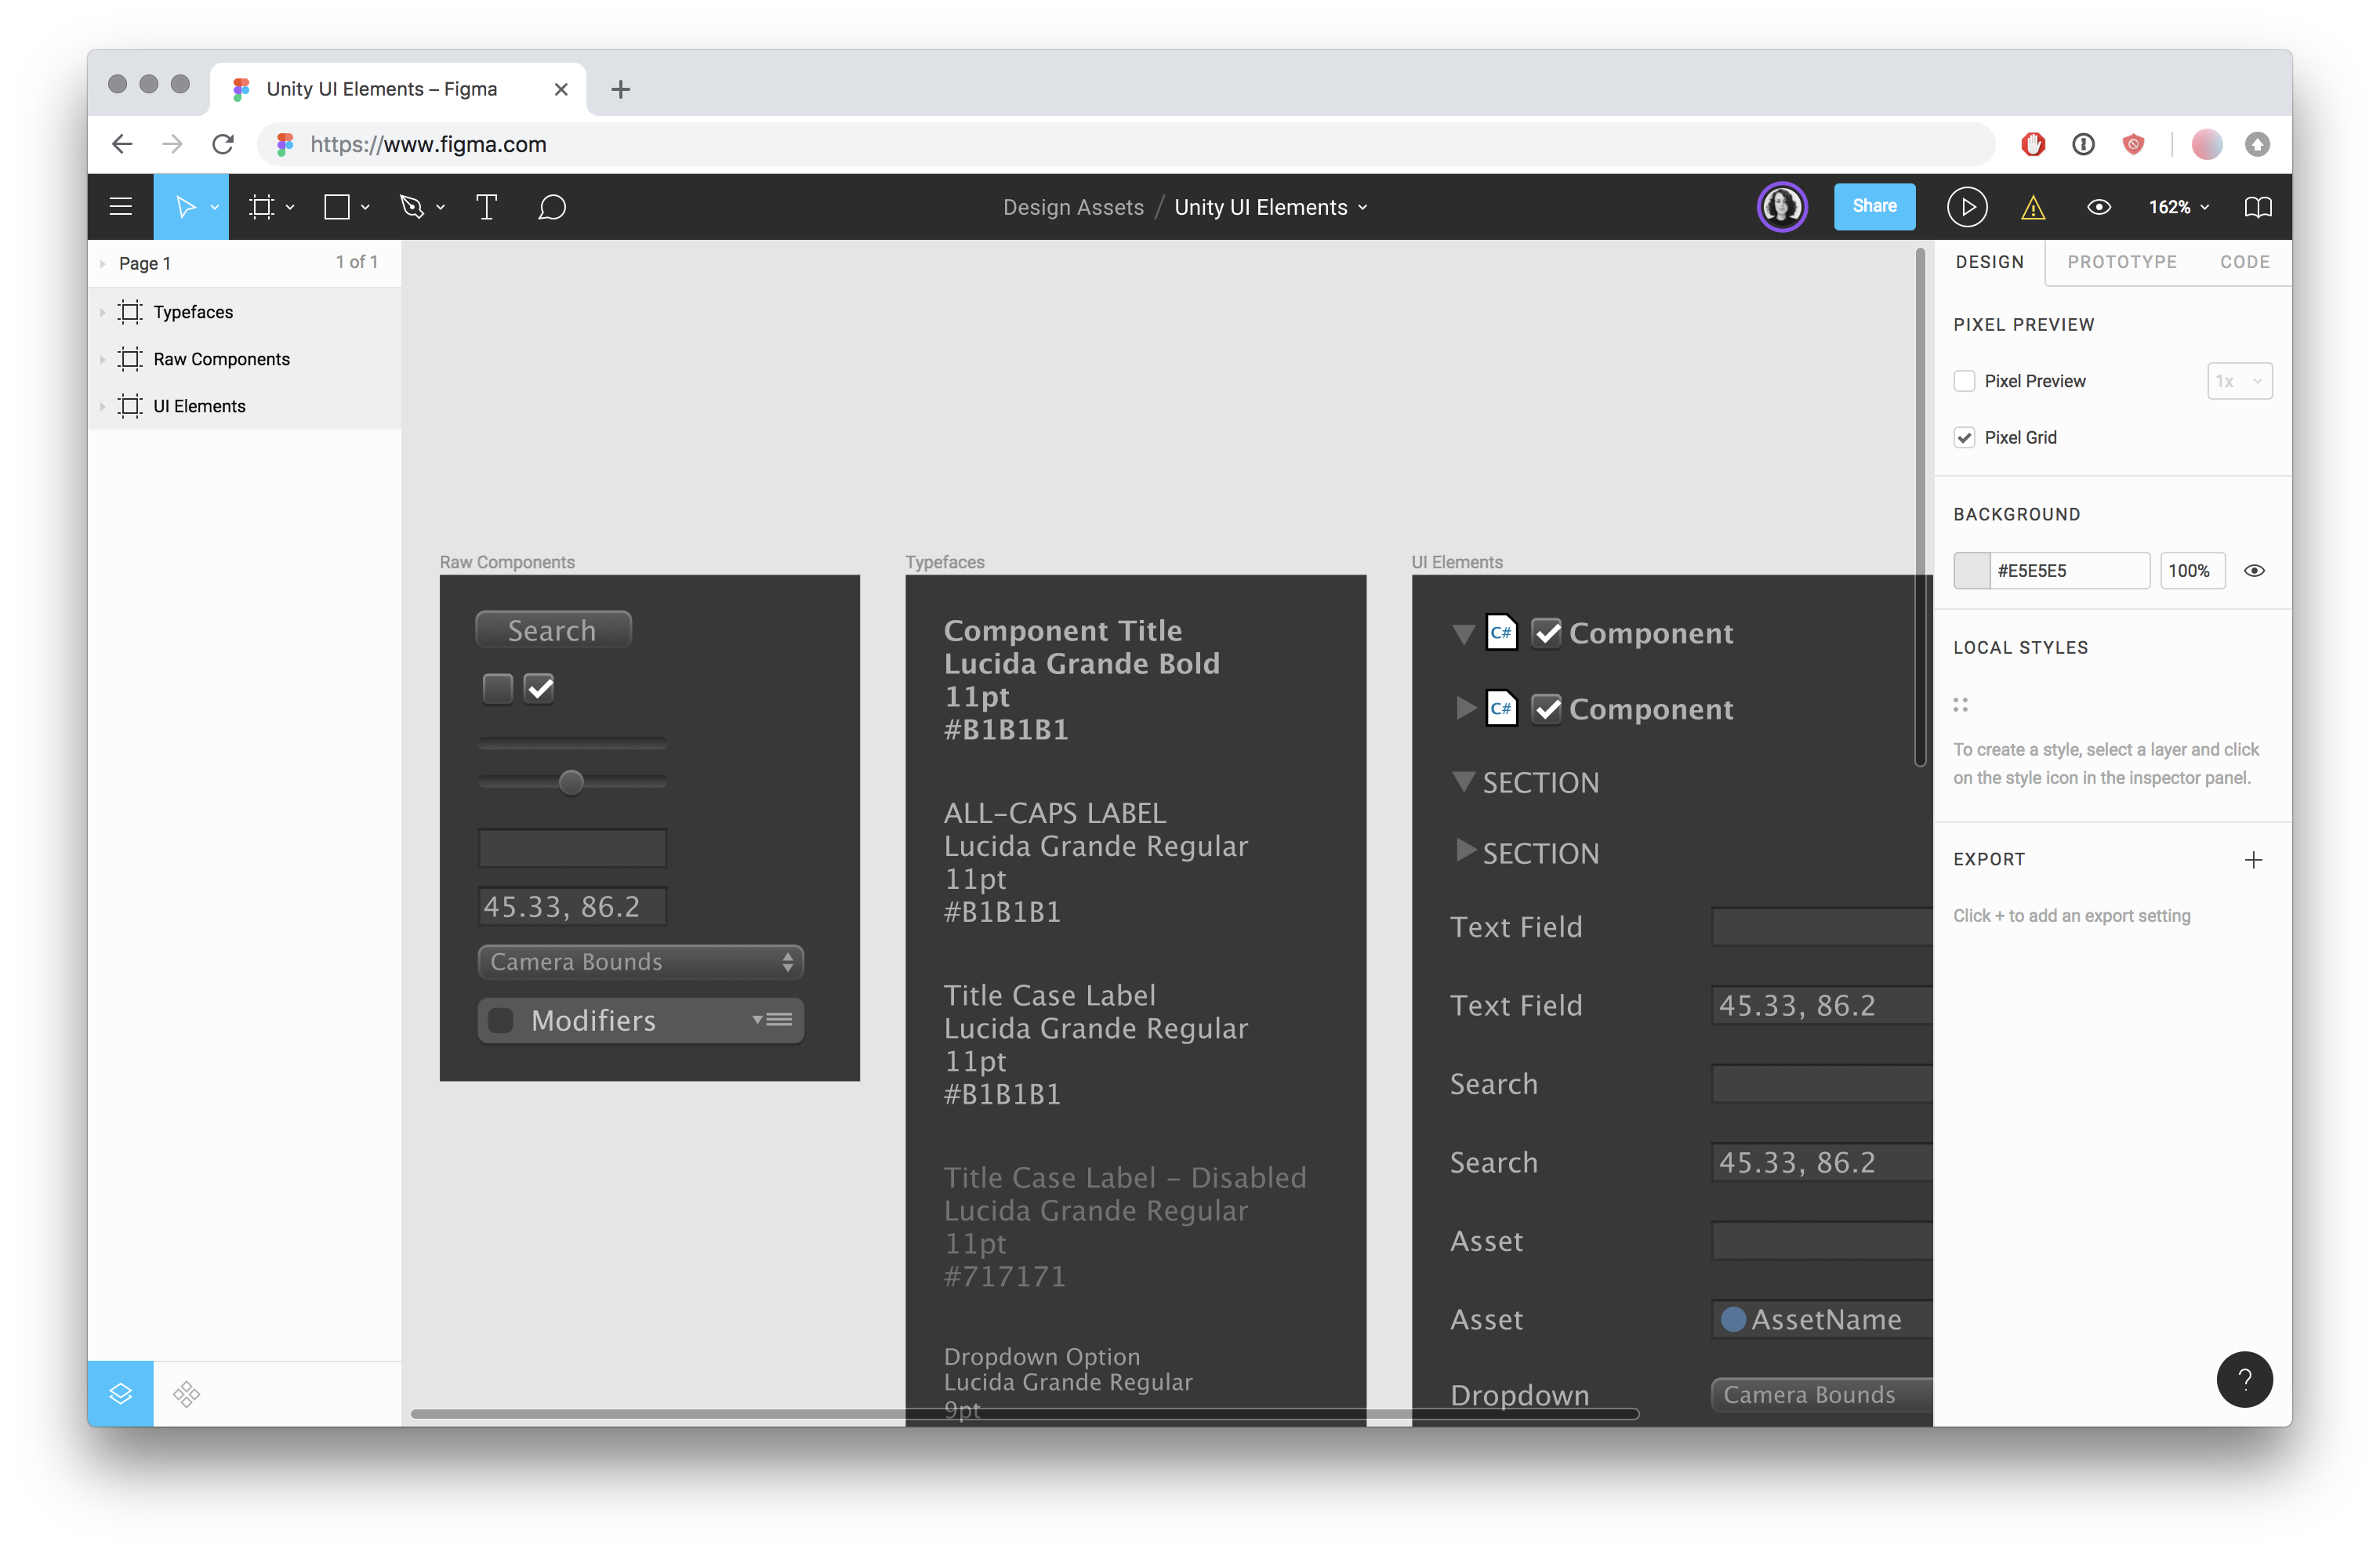 Unity UI Elements – Figma
https://www.figma.com
Design Assets / Unity UI Elements
Share
162%
Page 1
1 of 1
Typefaces
Raw Components
UI Elements
Raw Components
Search
45.33, 86.2
Camera Bounds
Modifiers
Typefaces
Component Title
Lucida Grande Bold
11pt
#B1B1B1
ALL-CAPS LABEL
Lucida Grande Regular
11pt
#B1B1B1
Title Case Label
Lucida Grande Regular
11pt
#B1B1B1
Title Case Label - Disabled
Lucida Grande Regular
11pt
#717171
Dropdown Option
Lucida Grande Regular
9pt
UI Elements
C# Component
C# Component
SECTION
SECTION
Text Field
Text Field 45.33, 86.2
Search
Search 45.33, 86.2
Asset
Asset AssetName
Dropdown Camera Bounds
DESIGN PROTOTYPE CODE
PIXEL PREVIEW
Pixel Preview 1x
Pixel Grid
BACKGROUND
#E5E5E5 100%
LOCAL STYLES
To create a style, select a layer and click
on the style icon in the inspector panel.
EXPORT
Click + to add an export setting
?